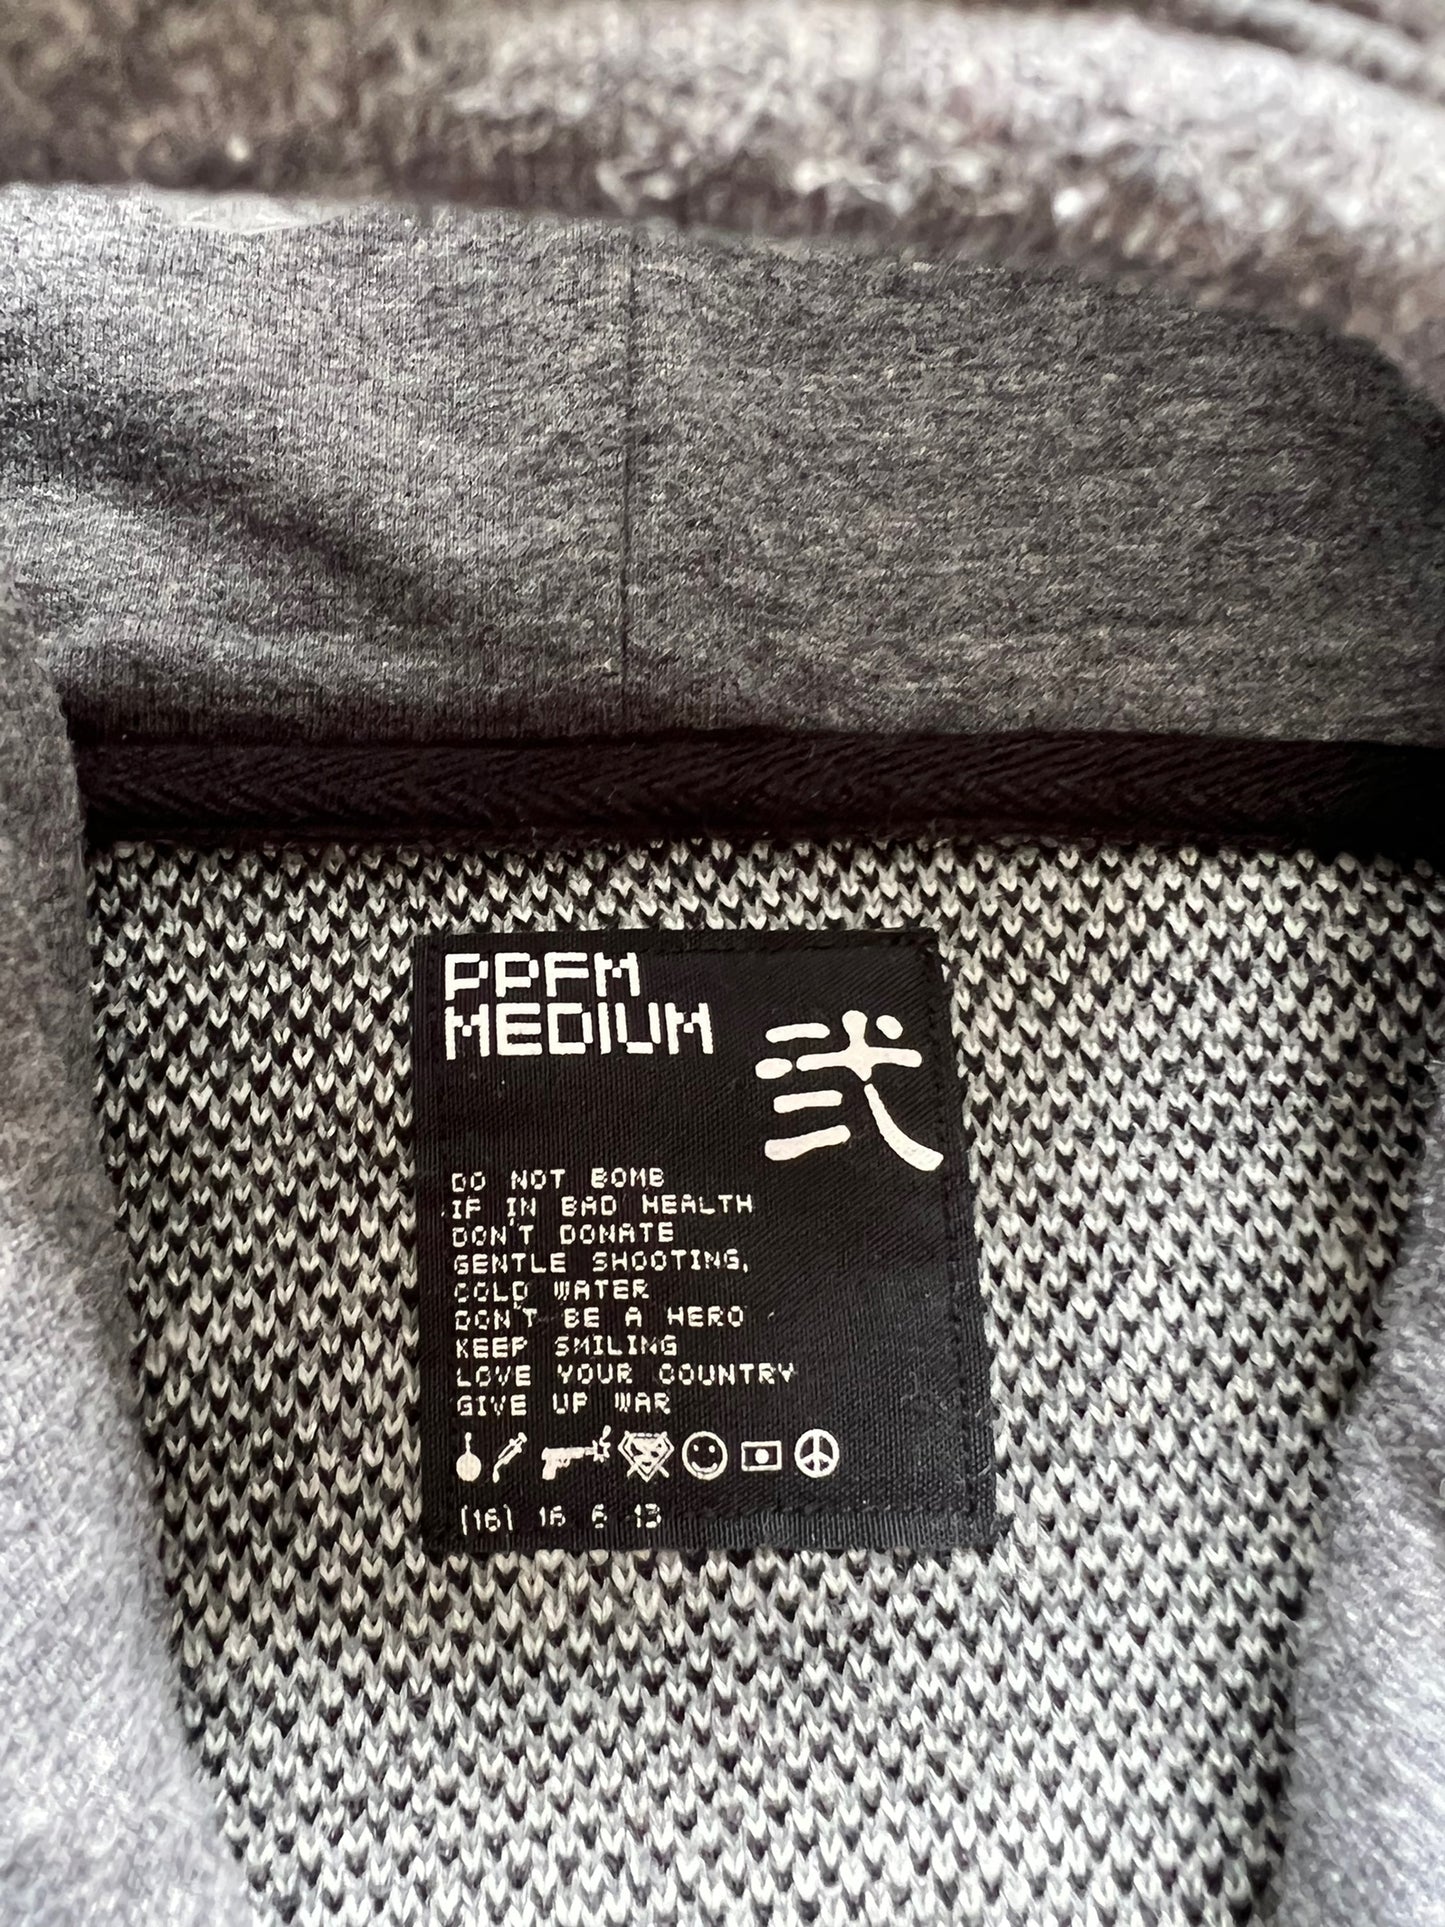 PPFM
MEDIUM
弐
DO NOT BOMB
IF IN BAD HEALTH
DON'T DONATE
GENTLE SHOOTING,
COLD WATER
DON'T BE A HERO
KEEP SMILING
LOVE YOUR COUNTRY
GIVE UP WAR
(16) 16 6 13